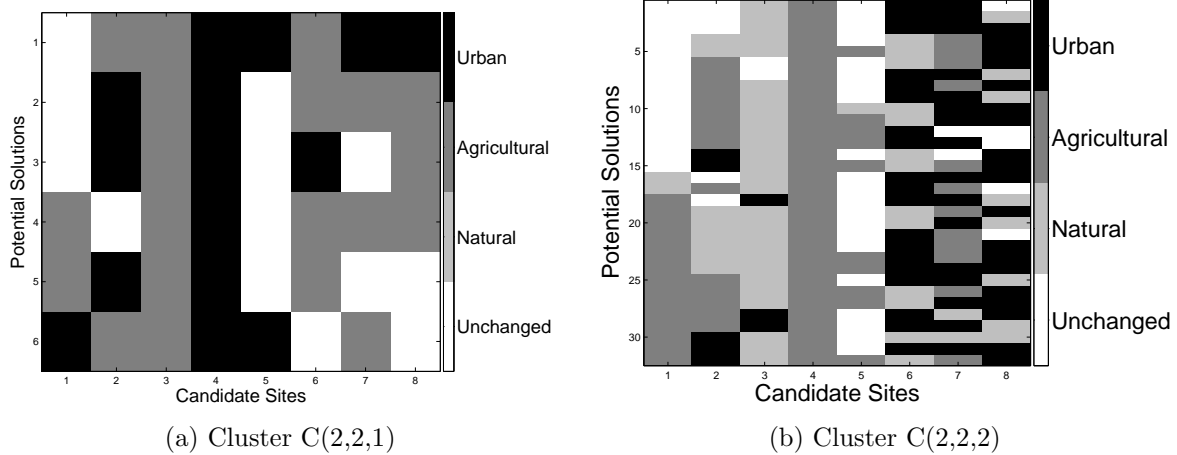 Potential Solutions
1
2
3
4
5
6
1 2 3 4 5 6 7 8
Candidate Sites
Urban
Agricultural
Natural
Unchanged
(a) Cluster C(2,2,1)
Potential Solutions
5
10
15
20
25
30
1 2 3 4 5 6 7 8
Candidate Sites
Urban
Agricultural
Natural
Unchanged
(b) Cluster C(2,2,2)